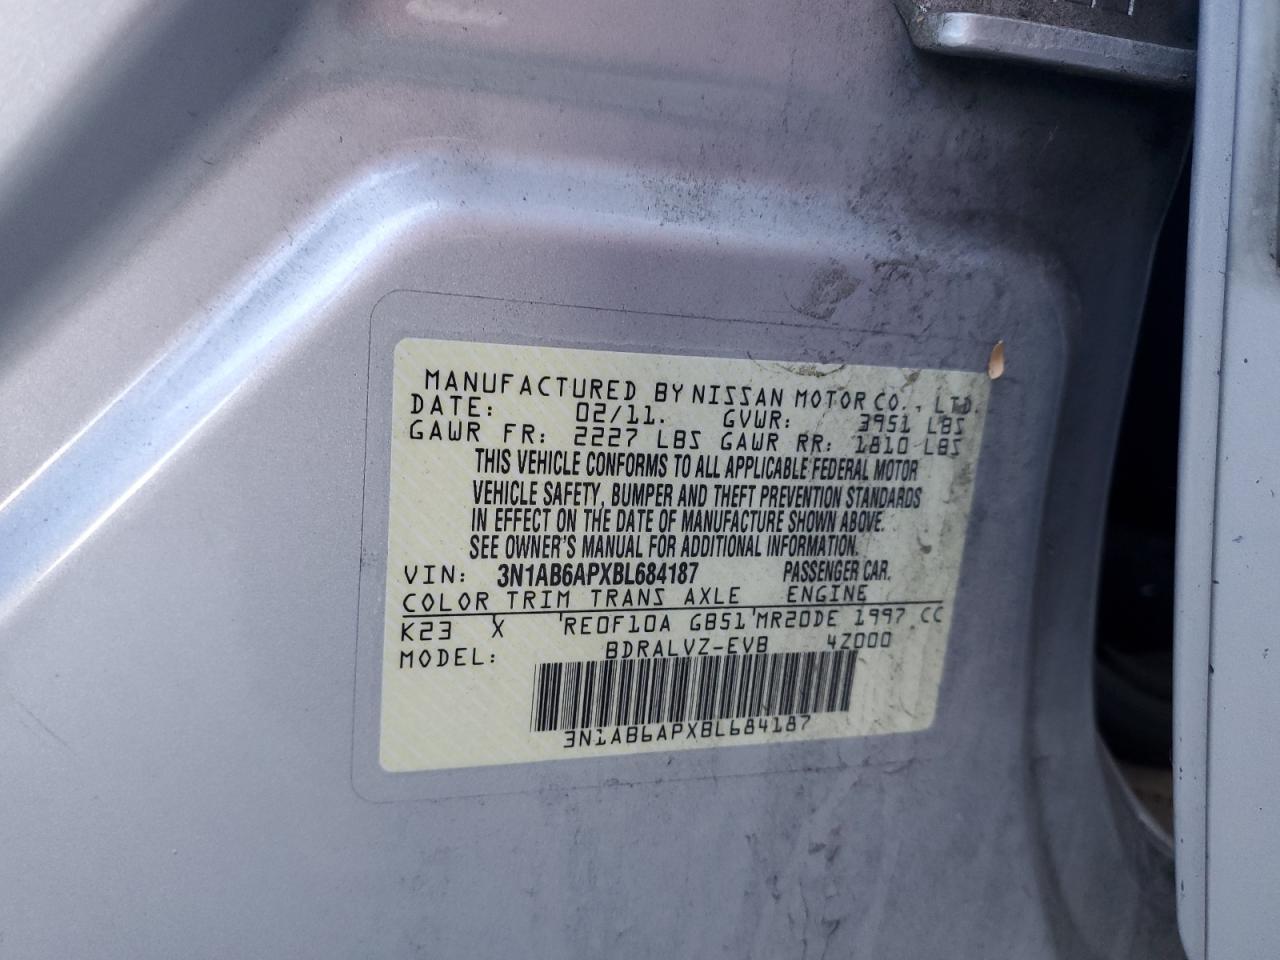 MANUFACTURED BY NISSAN MOTOR CO., LTD.
DATE: 02/11. GVWR: 3951 LBS
GAWR FR: 2227 LBS GAWR RR: 1810 LBS
THIS VEHICLE CONFORMS TO ALL APPLICABLE FEDERAL MOTOR
VEHICLE SAFETY, BUMPER AND THEFT PREVENTION STANDARDS
IN EFFECT ON THE DATE OF MANUFACTURE SHOWN ABOVE.
SEE OWNER'S MANUAL FOR ADDITIONAL INFORMATION.
VIN: 3N1AB6APXBL684187 PASSENGER CAR.
COLOR TRIM TRANS AXLE ENGINE
K23 X RE0F10A GB51 MR20DE 1997 CC
MODEL: BDRALVZ-EVB 4Z000
3N1AB6APXBL684187